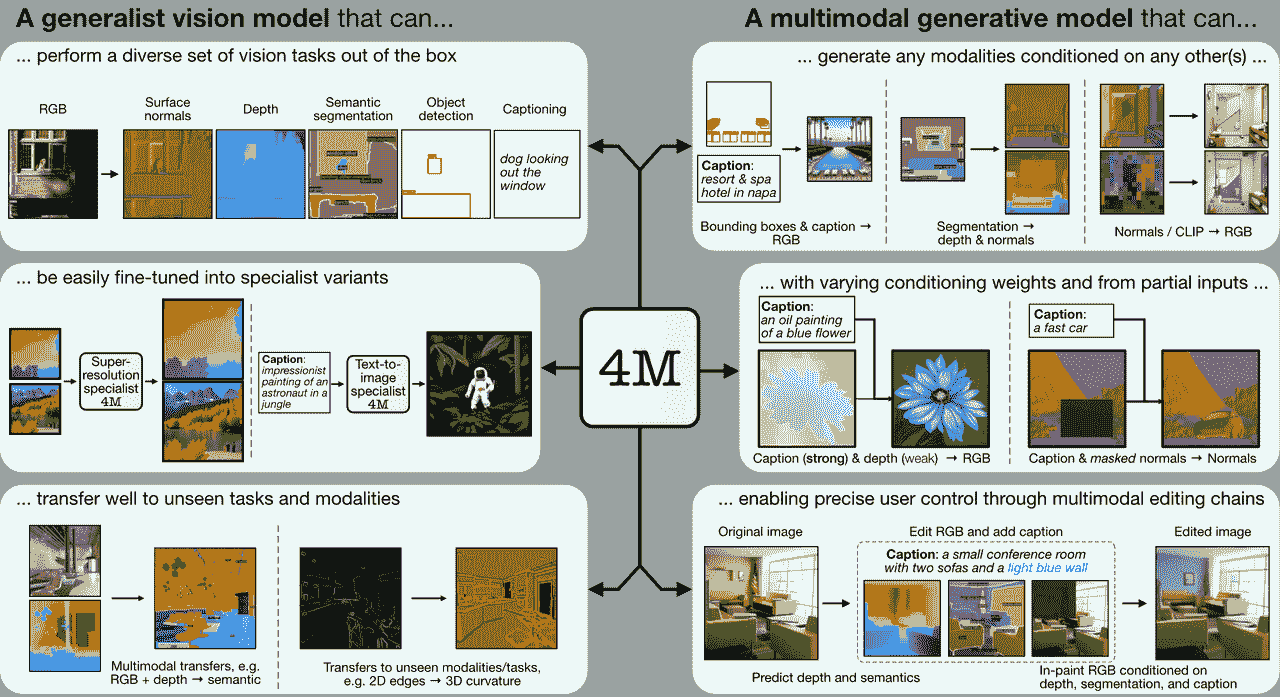 A generalist vision model that can...
... perform a diverse set of vision tasks out of the box
RGB
Surface
normals
Depth
Semantic
segmentation
Object
detection
Captioning
dog looking
out the
window
... be easily fine-tuned into specialist variants
Super-
resolution
specialist
4M
Caption:
impressionist
painting of an
astronaut in a
jungle
Text-to-
image
specialist
4M
... transfer well to unseen tasks and modalities
Multimodal transfers, e.g.
RGB + depth → semantic
Transfers to unseen modalities/tasks,
e.g. 2D edges → 3D curvature
4M
A multimodal generative model that can...
... generate any modalities conditioned on any other(s) ...
Caption:
resort & spa
hotel in napa
Bounding boxes & caption →
RGB
Segmentation →
depth & normals
Normals / CLIP → RGB
... with varying conditioning weights and from partial inputs ...
Caption:
an oil painting
of a blue flower
Caption (strong) & depth (weak) → RGB
Caption:
a fast car
Caption & masked normals → Normals
... enabling precise user control through multimodal editing chains
Original image
Edit RGB and add caption
Edited image
Caption: a small conference room
with two sofas and a light blue wall
Predict depth and semantics
In-paint RGB conditioned on
depth, segmentation, and caption